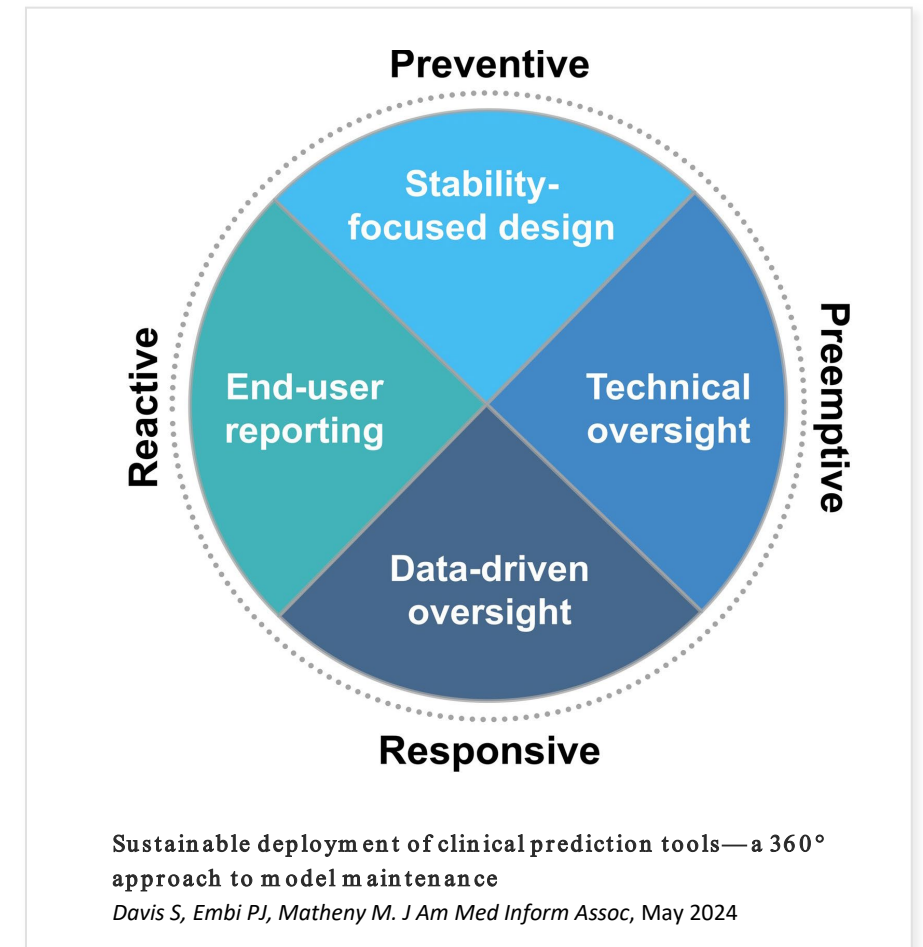 Preventive
Stability-
focused design
Preemptive
Technical
oversight
Reactive
End-user
reporting
Data-driven
oversight
Responsive
Sustainable deployment of clinical prediction tools—a 360°
approach to model maintenance
Davis S, Embi PJ, Matheny M. J Am Med Inform Assoc, May 2024